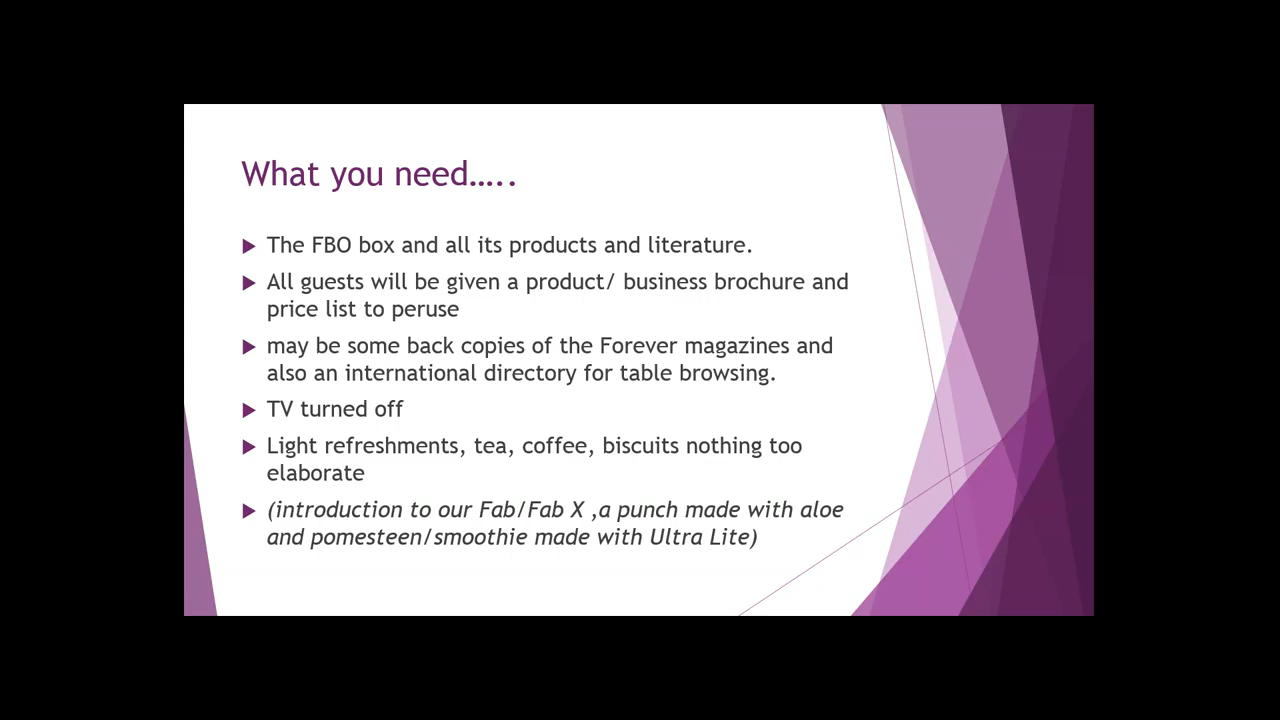 What you need…..
The FBO box and all its products and literature.
All guests will be given a product/ business brochure and
price list to peruse
may be some back copies of the Forever magazines and
also an international directory for table browsing.
TV turned off
Light refreshments, tea, coffee, biscuits nothing too
elaborate
(introduction to our Fab/Fab X ,a punch made with aloe
and pomesteen/smoothie made with Ultra Lite)